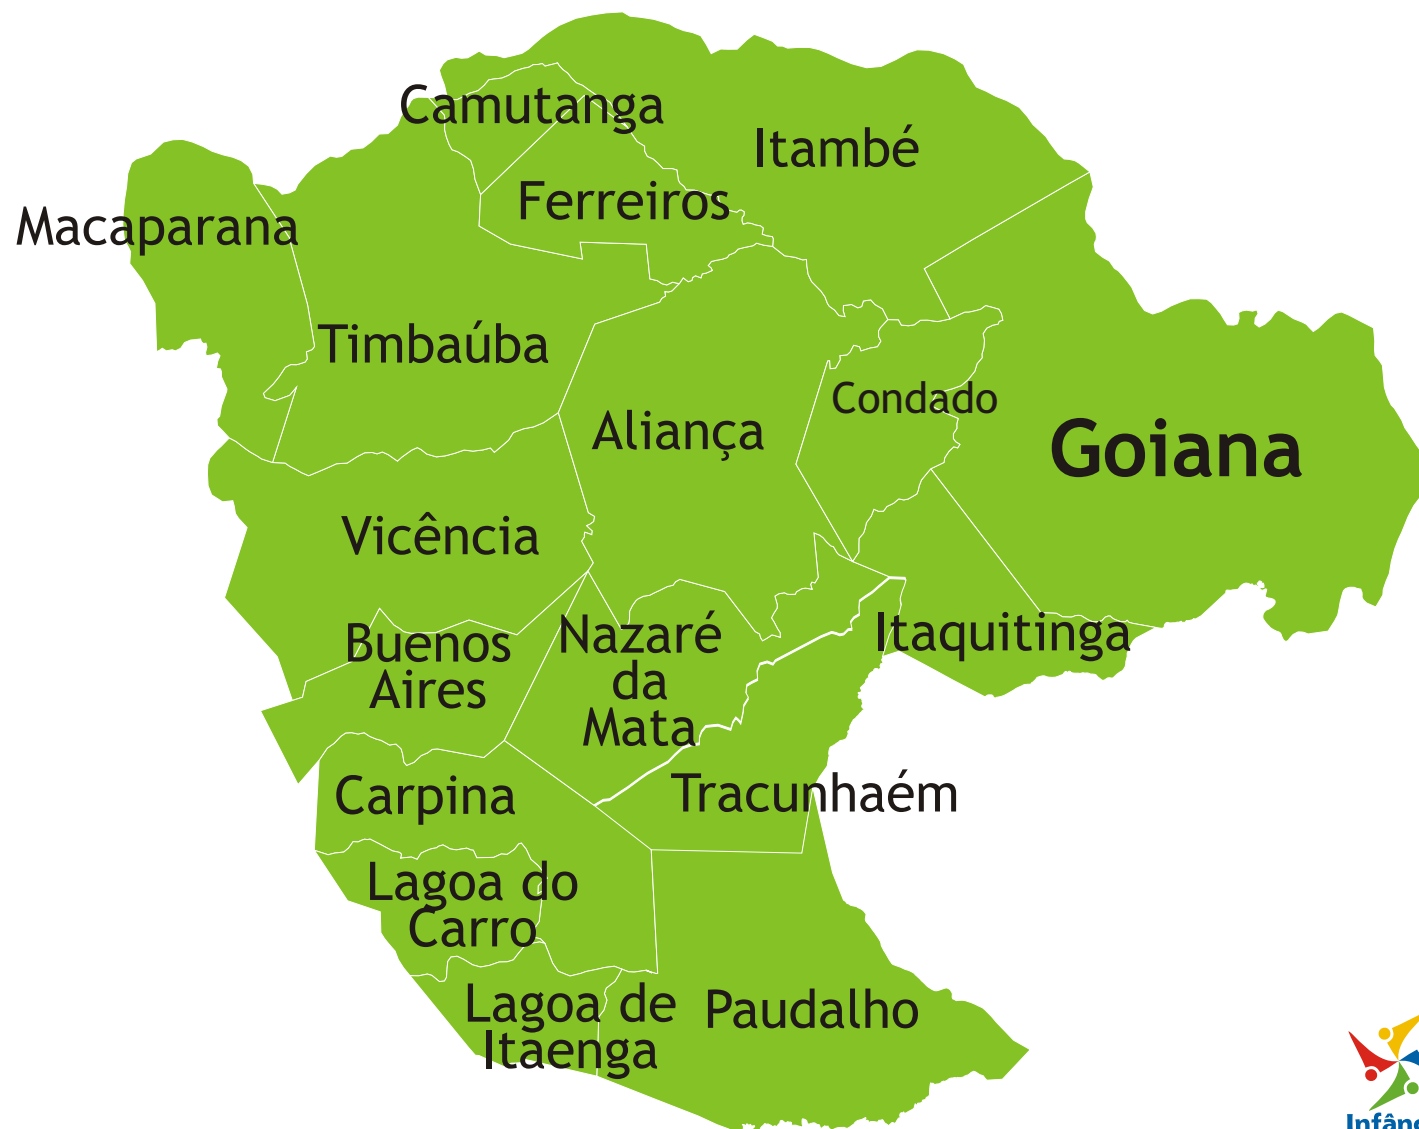 Camutanga
Itambé
Ferreiros
Macaparana
Timbaúba
Condado
Aliança
Goiana
Vicência
Buenos
Aires
Nazaré
da
Mata
Itaquitinga
Carpina
Tracunhaém
Lagoa do
Carro
Lagoa de
Itaenga
Paudalho